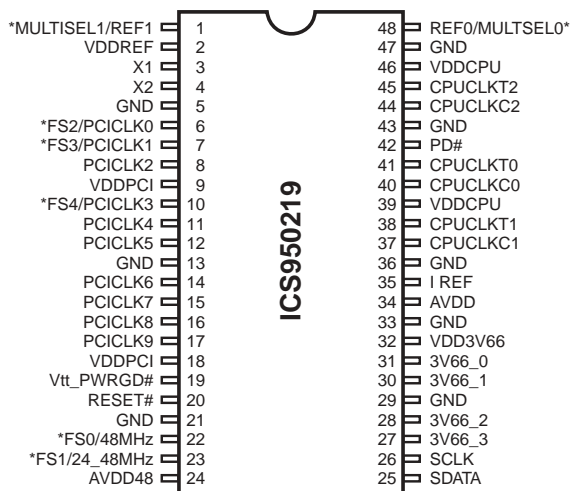 *MULTISEL1/REF1 1 48 REF0/MULTSEL0*
VDDREF 2 47 GND
X1 3 46 VDDCPU
X2 4 45 CPUCLKT2
GND 5 44 CPUCLKC2
*FS2/PCICLK0 6 43 GND
*FS3/PCICLK1 7 42 PD#
PCICLK2 8 41 CPUCLKT0
VDDPCI 9 40 CPUCLKC0
*FS4/PCICLK3 10 39 VDDCPU
PCICLK4 11 38 CPUCLKT1
PCICLK5 12 37 CPUCLKC1
GND 13 36 GND
PCICLK6 14 35 I REF
PCICLK7 15 34 AVDD
PCICLK8 16 33 GND
PCICLK9 17 32 VDD3V66
VDDPCI 18 31 3V66_0
Vtt_PWRGD# 19 30 3V66_1
RESET# 20 29 GND
GND 21 28 3V66_2
*FS0/48MHz 22 27 3V66_3
*FS1/24_48MHz 23 26 SCLK
AVDD48 24 25 SDATA
ICS950219